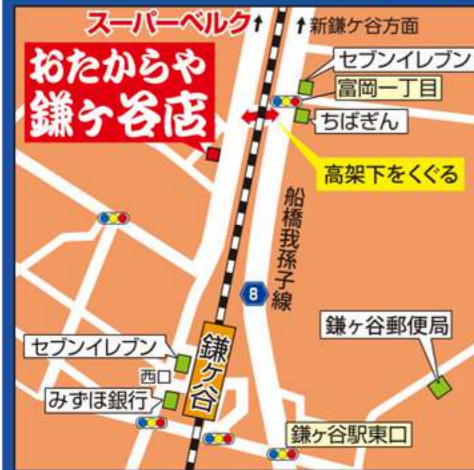 スーパーベルク
新鎌ケ谷方面
おたからや
鎌ヶ谷店
セブンイレブン
富岡一丁目
ちばぎん
高架下をくぐる
船橋我孫子線
8
鎌ヶ谷郵便局
セブンイレブン
西口
鎌ヶ谷
みずほ銀行
鎌ヶ谷駅東口